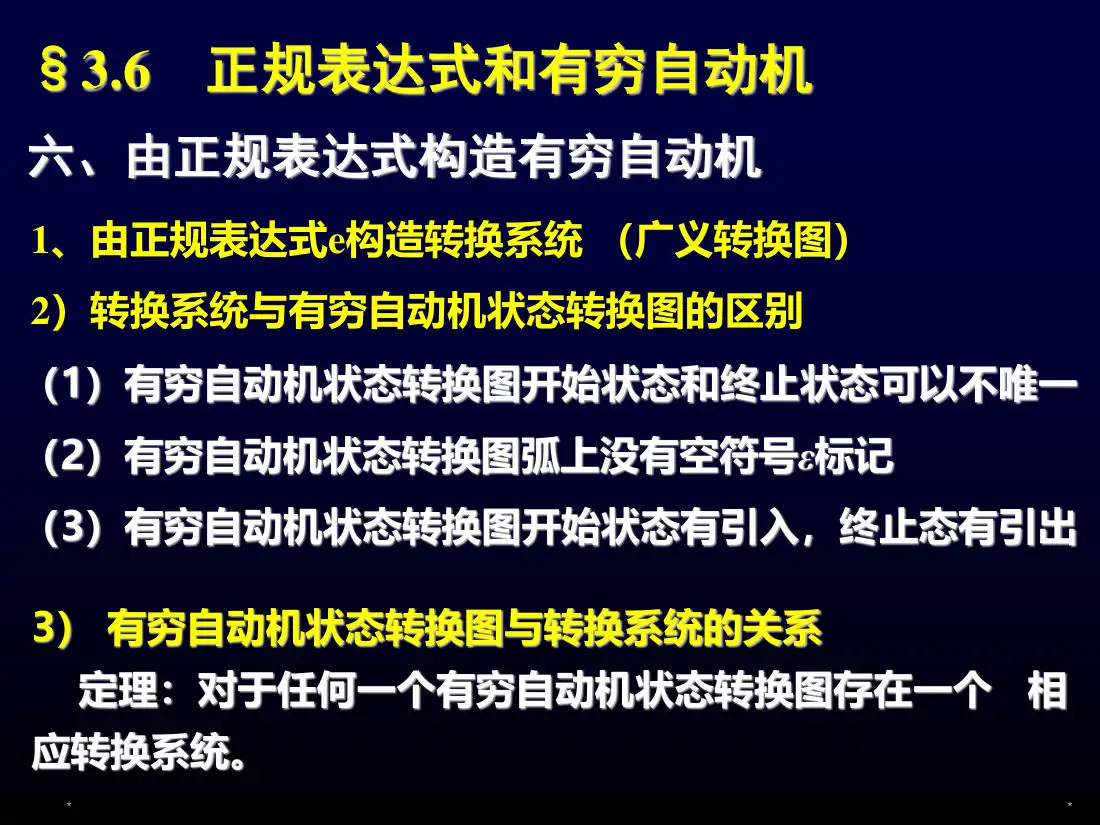 §3.6 正规表达式和有穷自动机
六、由正规表达式构造有穷自动机
1、由正规表达式e构造转换系统 （广义转换图）
2）转换系统与有穷自动机状态转换图的区别
（1）有穷自动机状态转换图开始状态和终止状态可以不唯一
（2）有穷自动机状态转换图弧上没有空符号ε标记
（3）有穷自动机状态转换图开始状态有引入，终止态有引出
3） 有穷自动机状态转换图与转换系统的关系
定理：对于任何一个有穷自动机状态转换图存在一个 相
应转换系统。
* *